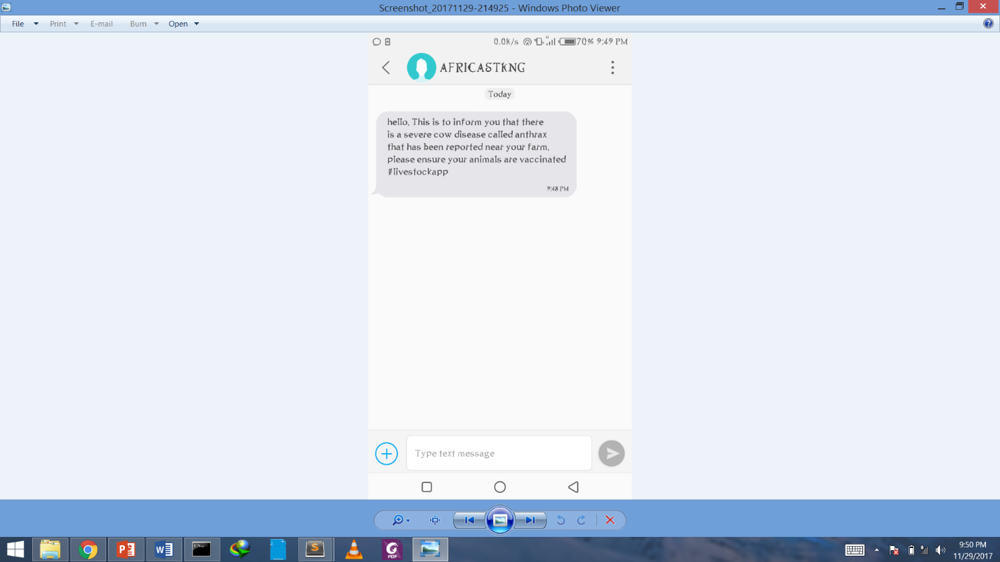 Screenshot_20171129-214925 - Windows Photo Viewer
File Print E-mail Burn Open
0.0K/s 70% 9:49 PM
AFRICASTKNG
Today
hello, This is to inform you that there
is a severe cow disease called anthrax
that has been reported near your farm,
please ensure your animals are vaccinated
#livestockapp
9:48 PM
Type text message
9:50 PM
11/29/2017